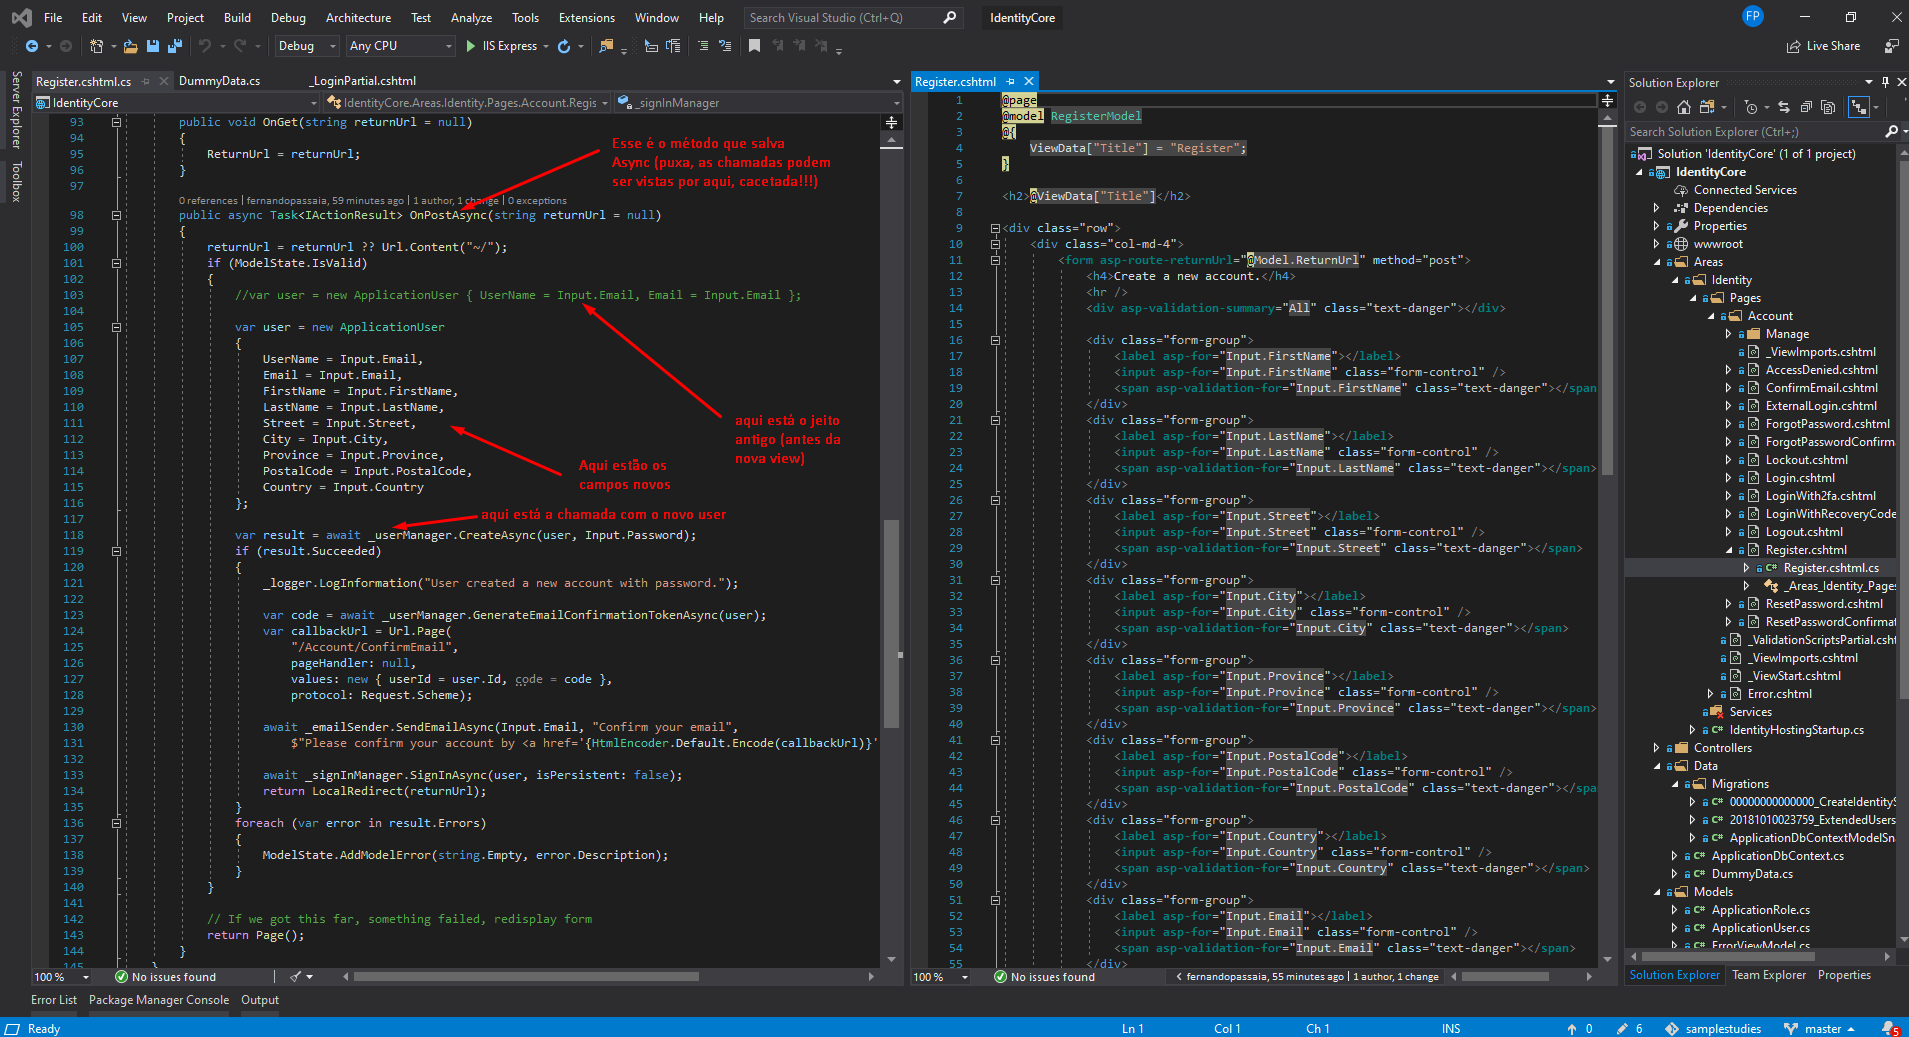 File Edit View Project Build Debug Architecture Test Analyze Tools Extensions Window Help Search Visual Studio (Ctrl+Q) IdentityCore FP
Debug Any CPU IIS Express Live Share
Server Explorer
Toolbox
Register.cshtml.cs DummyData.cs _LoginPartial.cshtml
IdentityCore IdentityCore.Areas.Identity.Pages.Account.Regis _signInManager
93 public void OnGet(string returnUrl = null)
94 {
95 ReturnUrl = returnUrl;
96 }
97
0 references | fernandopassaia, 59 minutes ago | 1 author, 1 change | 0 exceptions
98 public async Task<IActionResult> OnPostAsync(string returnUrl = null)
99 {
100 returnUrl = returnUrl ?? Url.Content("~/");
101 if (ModelState.IsValid)
102 {
103 //var user = new ApplicationUser { UserName = Input.Email, Email = Input.Email };
104
105 var user = new ApplicationUser
106 {
107 UserName = Input.Email,
108 Email = Input.Email,
109 FirstName = Input.FirstName,
110 LastName = Input.LastName,
111 Street = Input.Street,
112 City = Input.City,
113 Province = Input.Province,
114 PostalCode = Input.PostalCode,
115 Country = Input.Country
116 };
117
118 var result = await _userManager.CreateAsync(user, Input.Password);
119 if (result.Succeeded)
120 {
121 _logger.LogInformation("User created a new account with password.");
122
123 var code = await _userManager.GenerateEmailConfirmationTokenAsync(user);
124 var callbackUrl = Url.Page(
125 "/Account/ConfirmEmail",
126 pageHandler: null,
127 values: new { userId = user.Id, code = code },
128 protocol: Request.Scheme);
129
130 await _emailSender.SendEmailAsync(Input.Email, "Confirm your email",
131 $"Please confirm your account by <a href='{HtmlEncoder.Default.Encode(callbackUrl)}'
132
133 await _signInManager.SignInAsync(user, isPersistent: false);
134 return LocalRedirect(returnUrl);
135 }
136 foreach (var error in result.Errors)
137 {
138 ModelState.AddModelError(string.Empty, error.Description);
139 }
140 }
141
142 // If we got this far, something failed, redisplay form
143 return Page();
144 }
145 }
Esse é o método que salva
Async (puxa, as chamadas podem
ser vistas por aqui, cacetada!!!)
aqui está o jeito
antigo (antes da
nova view)
Aqui estão os
campos novos
aqui está a chamada com o novo user
100 % No issues found
Register.cshtml
1 @page
2 @model RegisterModel
3 @{
4 ViewData["Title"] = "Register";
5 }
6
7 <h2>@ViewData["Title"]</h2>
8
9 <div class="row">
10 <div class="col-md-4">
11 <form asp-route-returnUrl="@Model.ReturnUrl" method="post">
12 <h4>Create a new account.</h4>
13 <hr />
14 <div asp-validation-summary="All" class="text-danger"></div>
15
16 <div class="form-group">
17 <label asp-for="Input.FirstName"></label>
18 <input asp-for="Input.FirstName" class="form-control" />
19 <span asp-validation-for="Input.FirstName" class="text-danger"></span
20 </div>
21 <div class="form-group">
22 <label asp-for="Input.LastName"></label>
23 <input asp-for="Input.LastName" class="form-control" />
24 <span asp-validation-for="Input.LastName" class="text-danger"></span>
25 </div>
26 <div class="form-group">
27 <label asp-for="Input.Street"></label>
28 <input asp-for="Input.Street" class="form-control" />
29 <span asp-validation-for="Input.Street" class="text-danger"></span>
30 </div>
31 <div class="form-group">
32 <label asp-for="Input.City"></label>
33 <input asp-for="Input.City" class="form-control" />
34 <span asp-validation-for="Input.City" class="text-danger"></span>
35 </div>
36 <div class="form-group">
37 <label asp-for="Input.Province"></label>
38 <input asp-for="Input.Province" class="form-control" />
39 <span asp-validation-for="Input.Province" class="text-danger"></span>
40 </div>
41 <div class="form-group">
42 <label asp-for="Input.PostalCode"></label>
43 <input asp-for="Input.PostalCode" class="form-control" />
44 <span asp-validation-for="Input.PostalCode" class="text-danger"></spa
45 </div>
46 <div class="form-group">
47 <label asp-for="Input.Country"></label>
48 <input asp-for="Input.Country" class="form-control" />
49 <span asp-validation-for="Input.Country" class="text-danger"></span>
50 </div>
51 <div class="form-group">
52 <label asp-for="Input.Email"></label>
53 <input asp-for="Input.Email" class="form-control" />
54 <span asp-validation-for="Input.Email" class="text-danger"></span>
55 </div>
100 % No issues found fernandopassaia, 55 minutes ago | 1 author, 1 change
Solution Explorer
Search Solution Explorer (Ctrl+;)
Solution 'IdentityCore' (1 of 1 project)
IdentityCore
Connected Services
Dependencies
Properties
wwwroot
Areas
Identity
Pages
Account
Manage
_ViewImports.cshtml
AccessDenied.cshtml
ConfirmEmail.cshtml
ExternalLogin.cshtml
ForgotPassword.cshtml
ForgotPasswordConfirm
Lockout.cshtml
Login.cshtml
LoginWith2fa.cshtml
LoginWithRecoveryCode
Logout.cshtml
Register.cshtml
C# Register.cshtml.cs
_Areas_Identity_Pages
ResetPassword.cshtml
ResetPasswordConfirmat
_ValidationScriptsPartial.csht
_ViewImports.cshtml
_ViewStart.cshtml
Error.cshtml
Services
C# IdentityHostingStartup.cs
Controllers
Data
Migrations
C# 00000000000000_CreateIdentityS
C# 20181010023759_ExtendedUsers
C# ApplicationDbContextModelSn
C# ApplicationDbContext.cs
C# DummyData.cs
Models
C# ApplicationRole.cs
C# ApplicationUser.cs
C# ErrorViewModel.cs
Solution Explorer Team Explorer Properties
Error List Package Manager Console Output
Ready Ln 1 Col 1 Ch 1 INS 0 6 samplestudies master 5